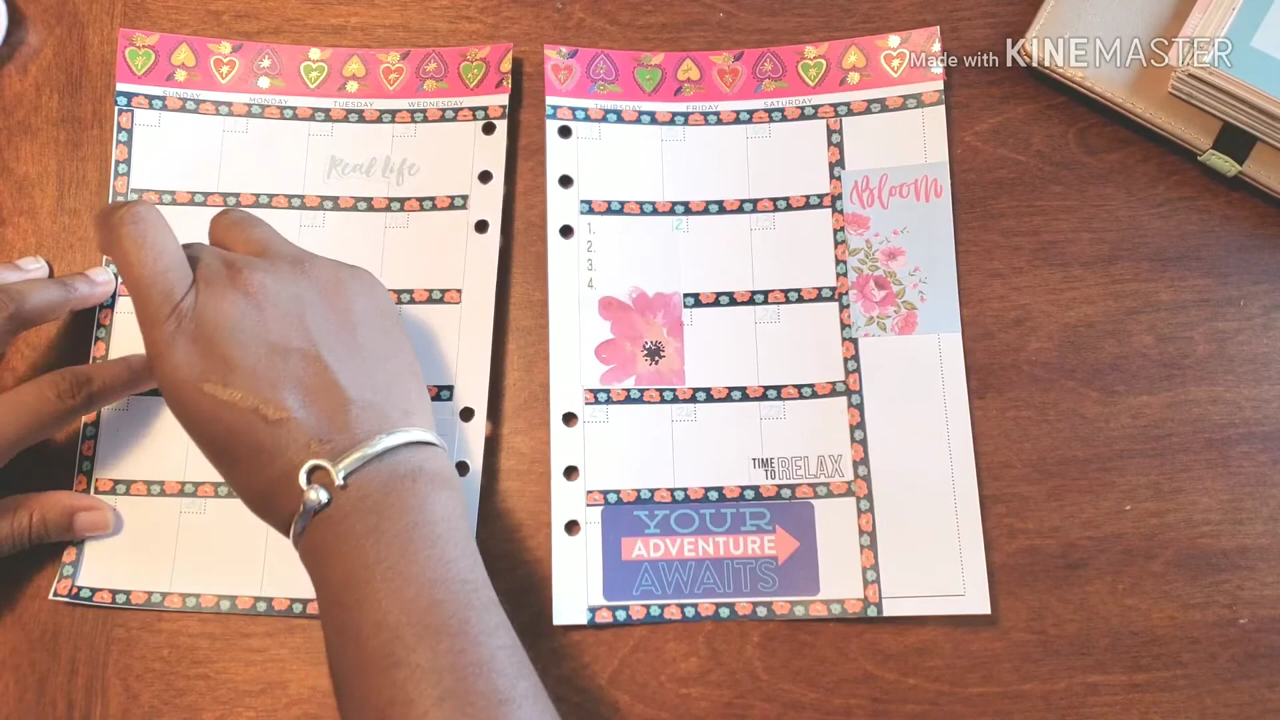 Made with KINEMASTER
SUNDAY MONDAY TUESDAY WEDNESDAY
THURSDAY FRIDAY SATURDAY
Real Life
Bloom
1.
2.
3.
4.
TIME TO RELAX
YOUR
ADVENTURE
AWAITS